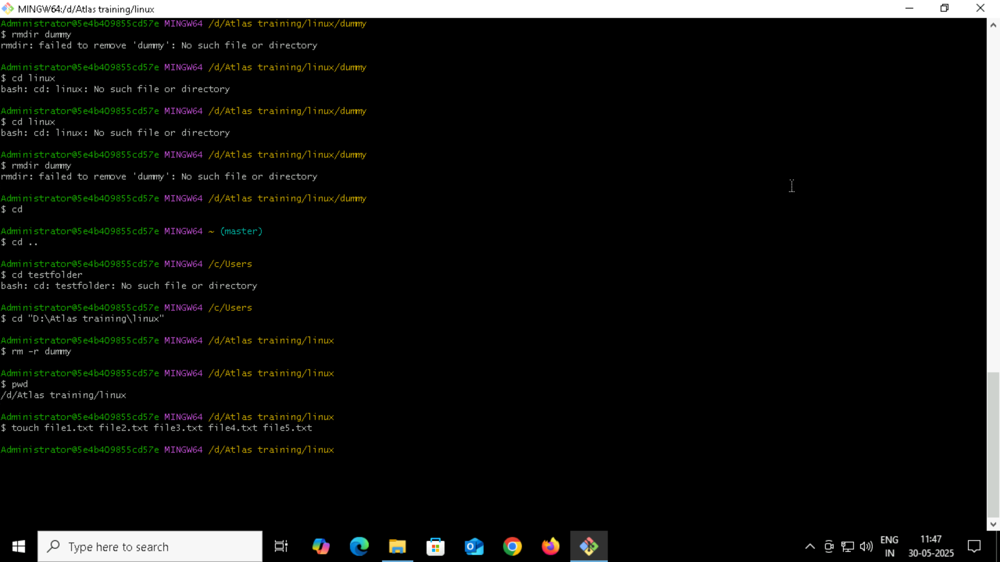 MINGW64:/d/Atlas training/linux
Administrator@5e4b409855cd57e MINGW64 /d/Atlas training/linux/dummy
$ rmdir dummy
rmdir: failed to remove 'dummy': No such file or directory
Administrator@5e4b409855cd57e MINGW64 /d/Atlas training/linux/dummy
$ cd linux
bash: cd: linux: No such file or directory
Administrator@5e4b409855cd57e MINGW64 /d/Atlas training/linux/dummy
$ cd linux
bash: cd: linux: No such file or directory
Administrator@5e4b409855cd57e MINGW64 /d/Atlas training/linux/dummy
$ rmdir dummy
rmdir: failed to remove 'dummy': No such file or directory
Administrator@5e4b409855cd57e MINGW64 /d/Atlas training/linux/dummy
$ cd
Administrator@5e4b409855cd57e MINGW64 ~ (master)
$ cd ..
Administrator@5e4b409855cd57e MINGW64 /c/Users
$ cd testfolder
bash: cd: testfolder: No such file or directory
Administrator@5e4b409855cd57e MINGW64 /c/Users
$ cd "D:\Atlas training\linux"
Administrator@5e4b409855cd57e MINGW64 /d/Atlas training/linux
$ rm -r dummy
Administrator@5e4b409855cd57e MINGW64 /d/Atlas training/linux
$ pwd
/d/Atlas training/linux
Administrator@5e4b409855cd57e MINGW64 /d/Atlas training/linux
$ touch file1.txt file2.txt file3.txt file4.txt file5.txt
Administrator@5e4b409855cd57e MINGW64 /d/Atlas training/linux
Type here to search
ENG
IN
11:47
30-05-2025